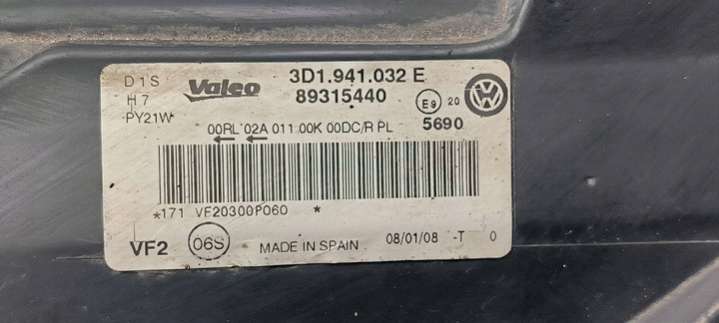 D1S
H7
PY21W
Valeo
3D1.941.032 E
89315440
E9 20
VW
5690
00RL 02A 011 00K 00DC/R PL
*171 VF20300P060 *
VF2 06S MADE IN SPAIN 08/01/08 -T 0